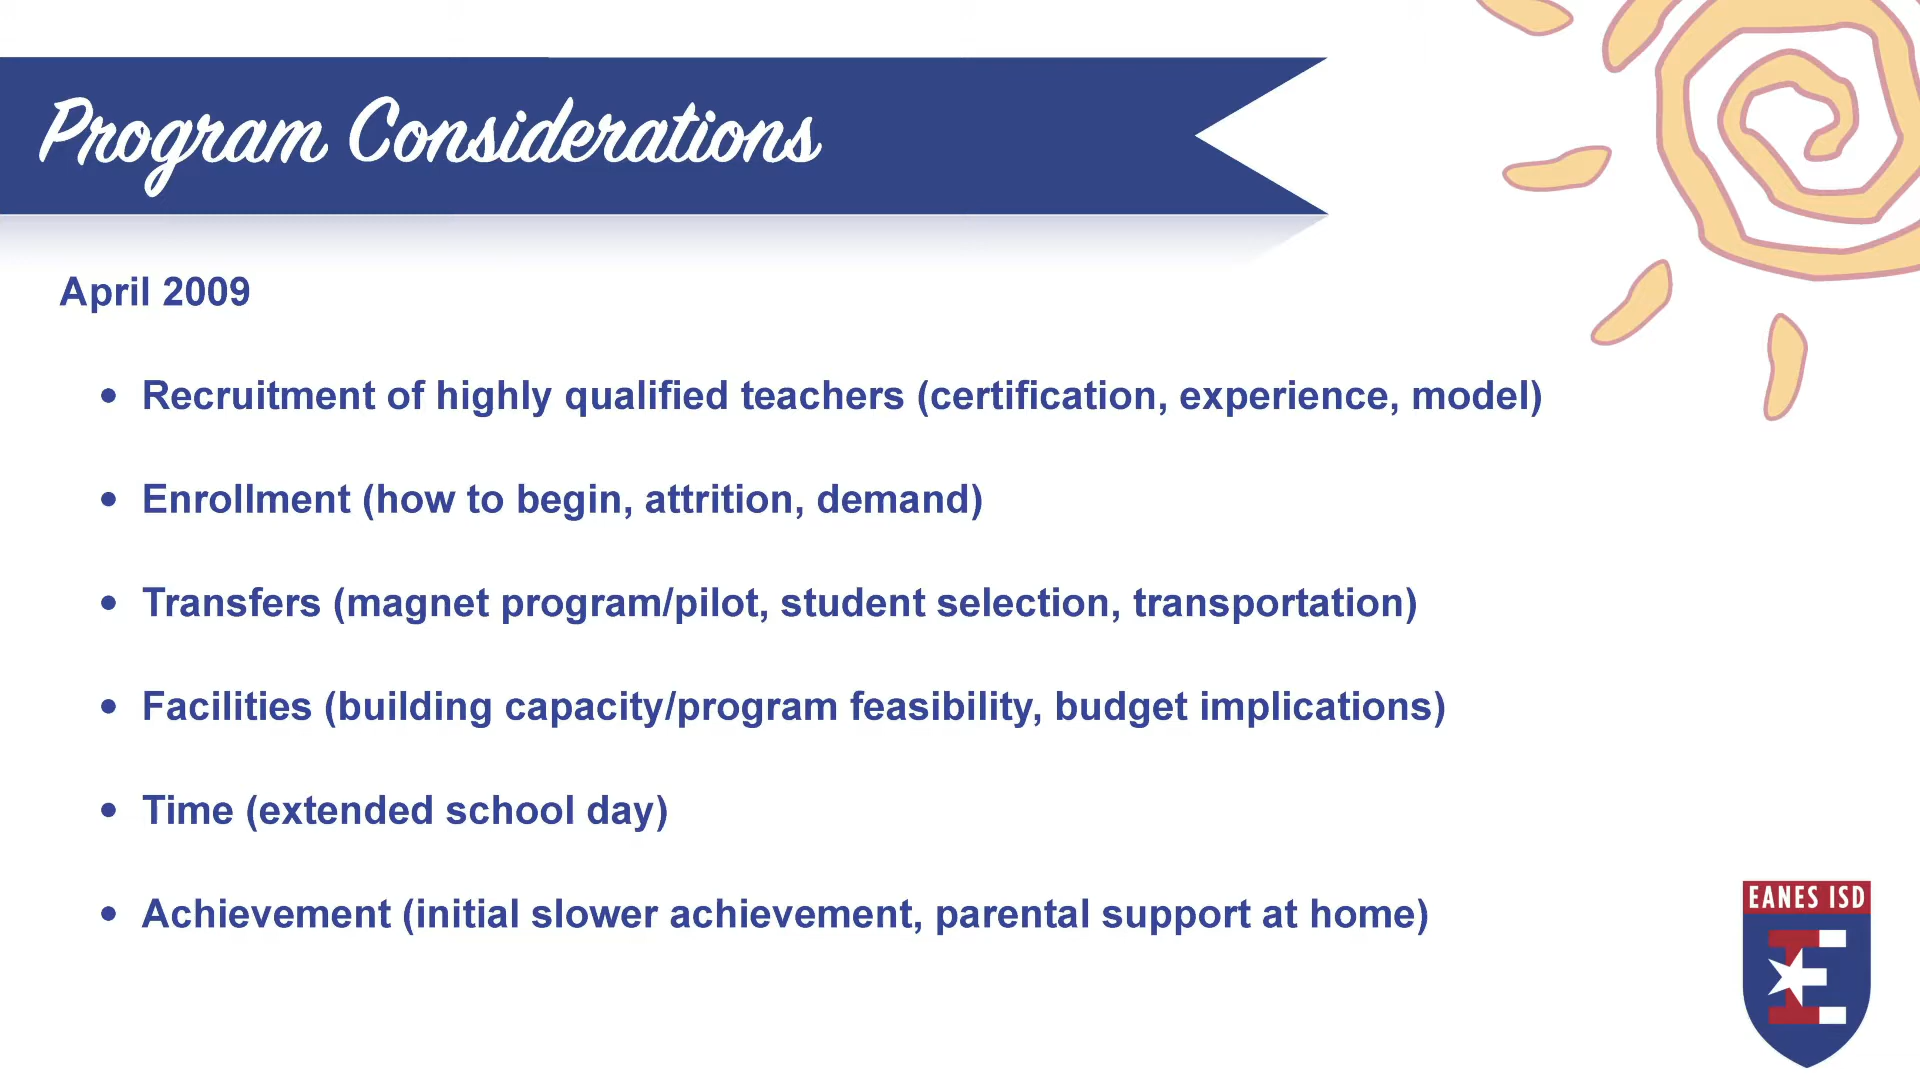 Program Considerations
April 2009
• Recruitment of highly qualified teachers (certification, experience, model)
• Enrollment (how to begin, attrition, demand)
• Transfers (magnet program/pilot, student selection, transportation)
• Facilities (building capacity/program feasibility, budget implications)
• Time (extended school day)
• Achievement (initial slower achievement, parental support at home)
EANES ISD
E